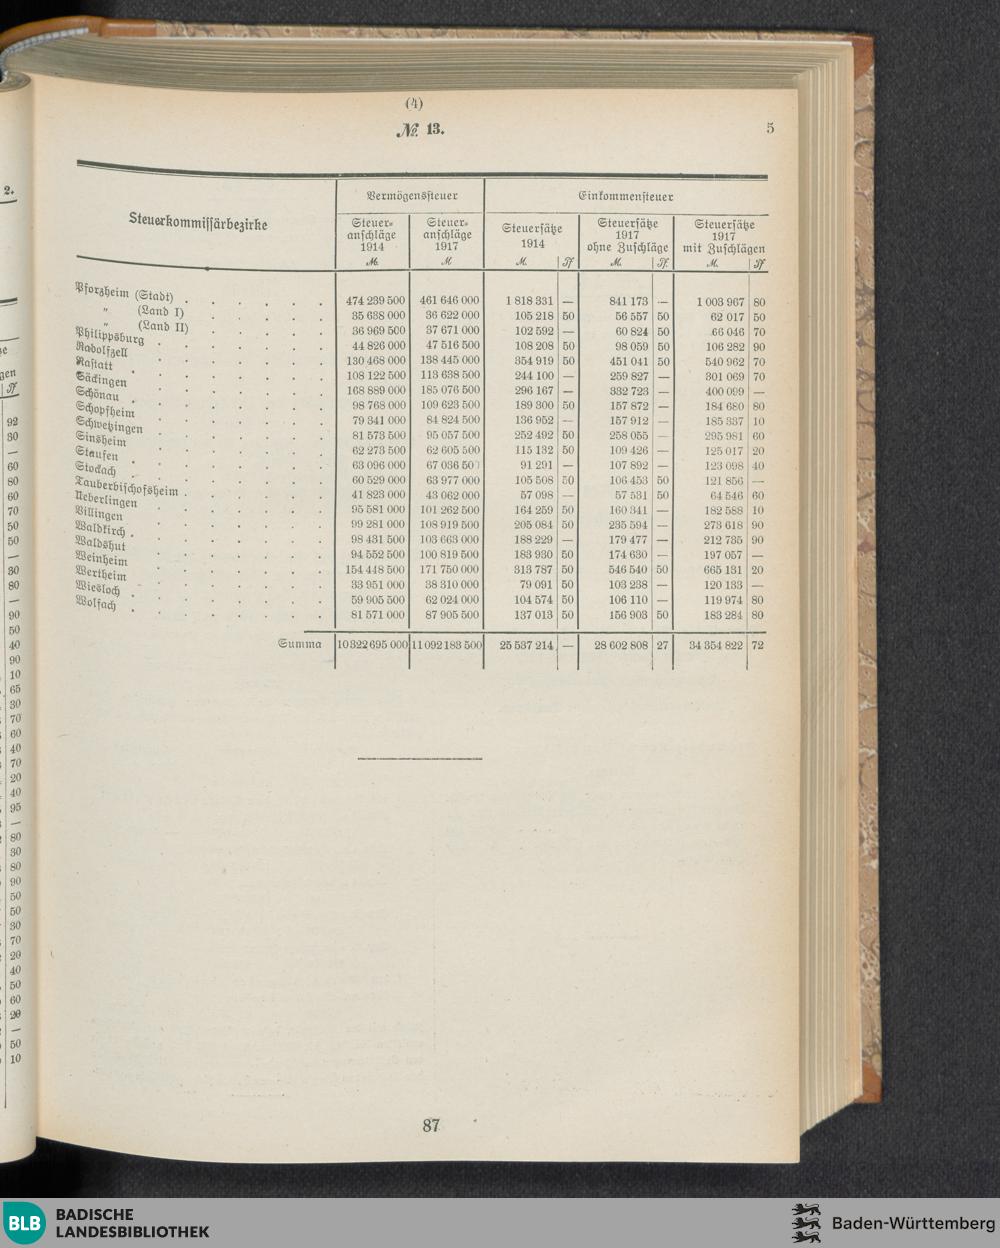 (4)
№ 13.
5
Steuerkommissärbezirke
Vermögenssteuer
Einkommensteuer
Steuer-anschläge 1914 M.
Steuer-anschläge 1917 M
Steuersätze 1914 M. Pf
Steuersätze 1917 ohne Zuschläge M. Pf.
Steuersätze 1917 mit Zuschlägen M. Pf
Pforzheim (Stadt) 474 239 500 461 646 000 1 818 331 — 841 173 — 1 003 967 80
" (Land I) 35 638 000 36 622 000 105 218 50 56 557 50 62 017 50
" (Land II) 36 969 500 37 671 000 102 592 — 60 824 50 66 046 70
Philippsburg 44 826 000 47 516 500 108 208 50 98 059 50 106 282 90
Radolfzell 130 468 000 138 445 000 354 919 50 451 041 50 540 962 70
Rastatt 108 122 500 113 638 500 244 100 — 259 827 — 301 069 70
Säckingen 168 889 000 185 076 500 296 167 — 332 723 — 400 099 —
Schönau 98 768 000 109 623 500 189 300 50 157 872 — 184 680 80
Schopfheim 79 341 000 84 824 500 136 952 — 157 912 — 185 337 10
Schwetzingen 81 573 500 95 057 500 252 492 50 258 055 — 295 981 60
Sinsheim 62 273 500 62 605 500 115 132 50 109 426 — 125 017 20
Staufen 63 096 000 67 036 50 91 291 — 107 892 — 123 098 40
Stockach 60 529 000 63 977 000 105 508 50 106 453 50 121 856 —
Tauberbischofsheim 41 823 000 43 062 000 57 098 — 57 531 50 64 546 60
Ueberlingen 95 581 000 101 262 500 164 259 50 160 341 — 182 588 10
Villingen 99 281 000 108 919 500 205 084 50 235 594 — 273 618 90
Waldkirch 98 431 500 103 663 000 188 229 — 179 477 — 212 735 90
Waldshut 94 552 500 100 819 500 183 930 50 174 630 — 197 057 —
Weinheim 154 448 500 171 750 000 313 787 50 546 540 50 665 131 20
Wertheim 33 951 000 38 310 000 79 091 50 103 238 — 120 133 —
Wiesloch 59 905 500 62 024 000 104 574 50 106 110 — 119 974 80
Wolfach 81 571 000 87 905 500 137 013 50 156 903 50 183 284 80
Summa 10 322 695 000 11 092 183 500 25 537 214 — 28 602 808 27 34 354 822 72
87
BLB BADISCHE
LANDESBIBLIOTHEK
Baden-Württemberg